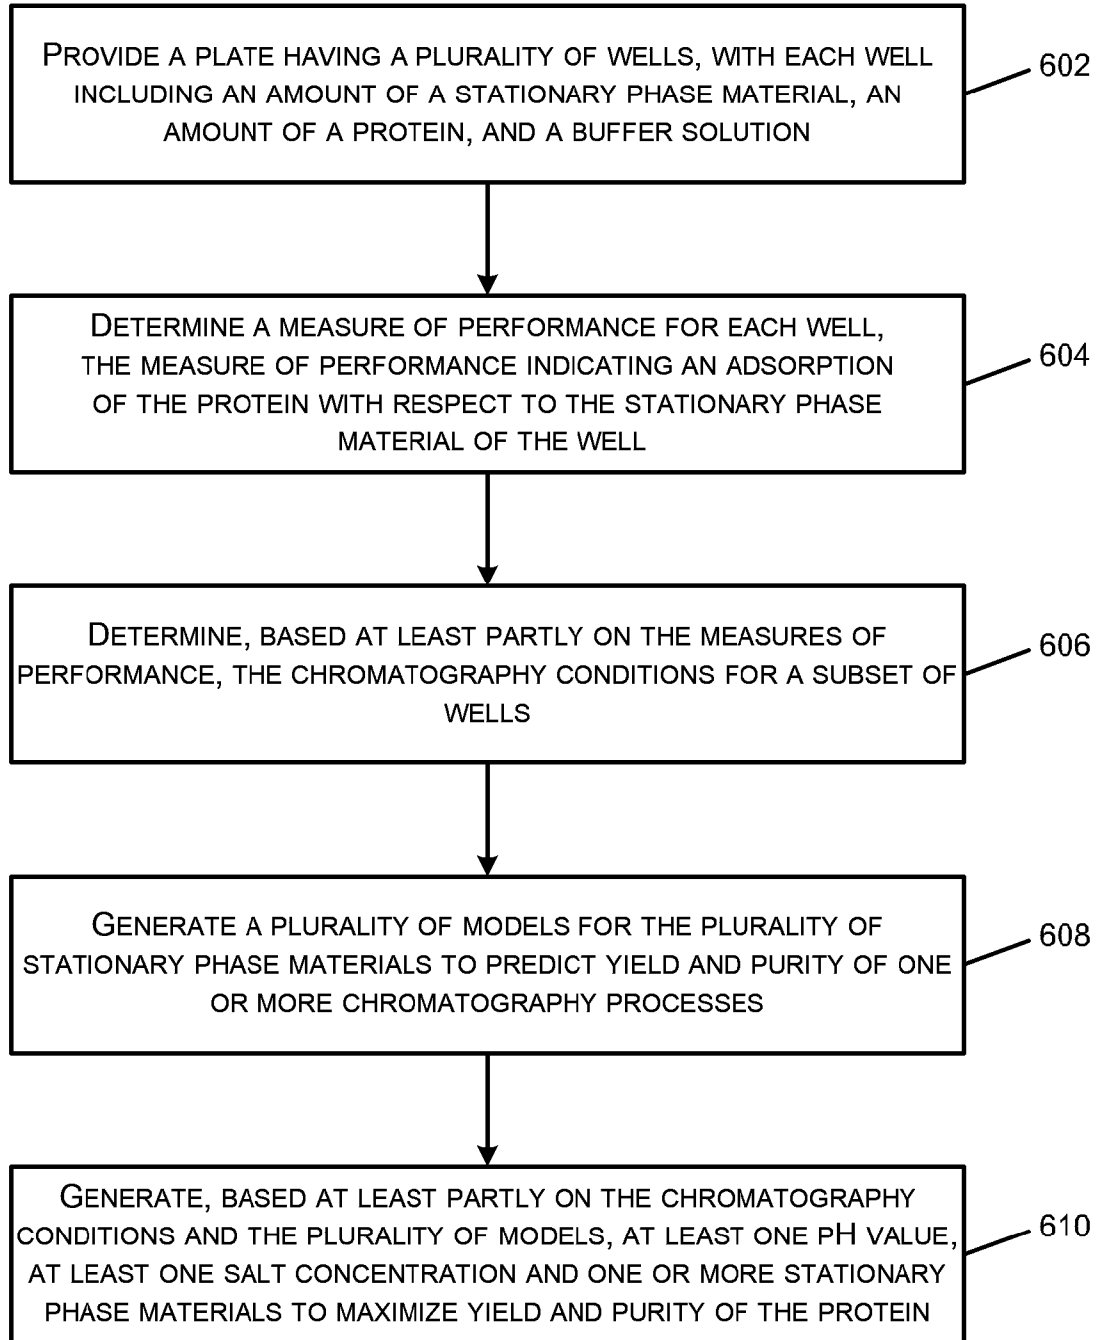 PROVIDE A PLATE HAVING A PLURALITY OF WELLS, WITH EACH WELL
INCLUDING AN AMOUNT OF A STATIONARY PHASE MATERIAL, AN
AMOUNT OF A PROTEIN, AND A BUFFER SOLUTION
602
DETERMINE A MEASURE OF PERFORMANCE FOR EACH WELL,
THE MEASURE OF PERFORMANCE INDICATING AN ADSORPTION
OF THE PROTEIN WITH RESPECT TO THE STATIONARY PHASE
MATERIAL OF THE WELL
604
DETERMINE, BASED AT LEAST PARTLY ON THE MEASURES OF
PERFORMANCE, THE CHROMATOGRAPHY CONDITIONS FOR A SUBSET OF
WELLS
606
GENERATE A PLURALITY OF MODELS FOR THE PLURALITY OF
STATIONARY PHASE MATERIALS TO PREDICT YIELD AND PURITY OF ONE
OR MORE CHROMATOGRAPHY PROCESSES
608
GENERATE, BASED AT LEAST PARTLY ON THE CHROMATOGRAPHY
CONDITIONS AND THE PLURALITY OF MODELS, AT LEAST ONE PH VALUE,
AT LEAST ONE SALT CONCENTRATION AND ONE OR MORE STATIONARY
PHASE MATERIALS TO MAXIMIZE YIELD AND PURITY OF THE PROTEIN
610